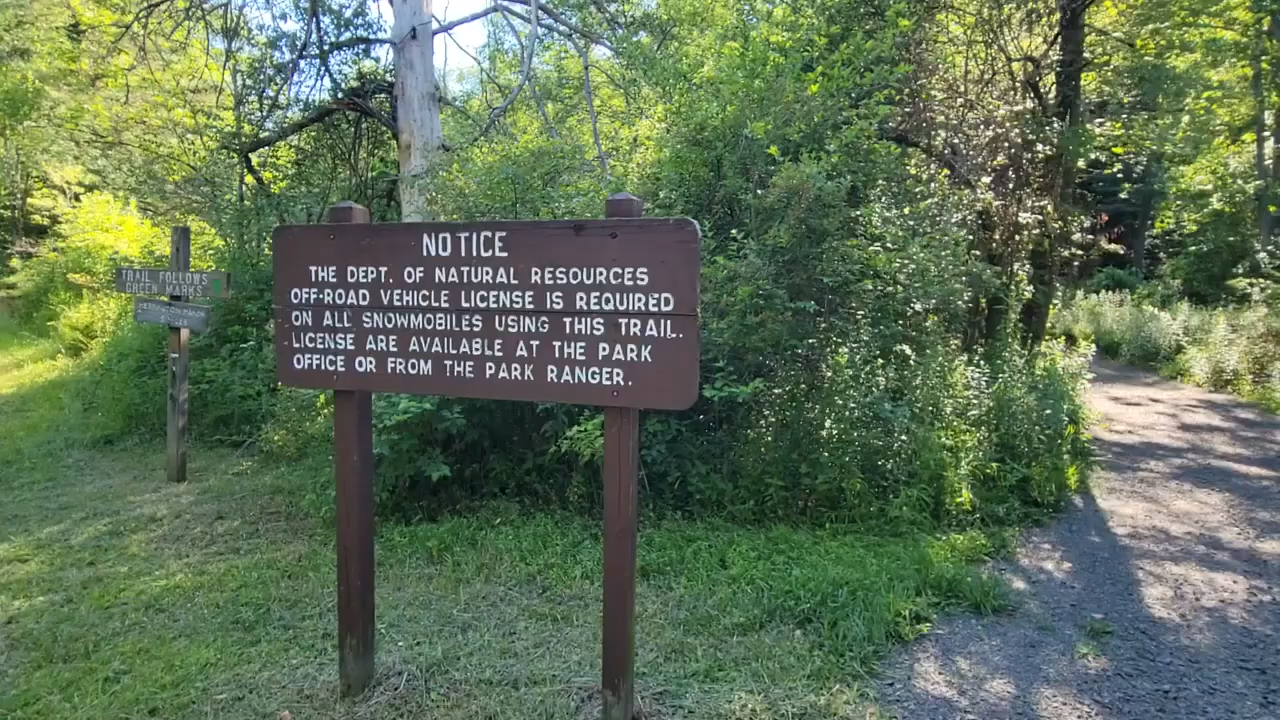 NOTICE
THE DEPT. OF NATURAL RESOURCES
OFF-ROAD VEHICLE LICENSE IS REQUIRED
ON ALL SNOWMOBILES USING THIS TRAIL.
LICENSE ARE AVAILABLE AT THE PARK
OFFICE OR FROM THE PARK RANGER.
TRAIL FOLLOWS
GREEN MARKS